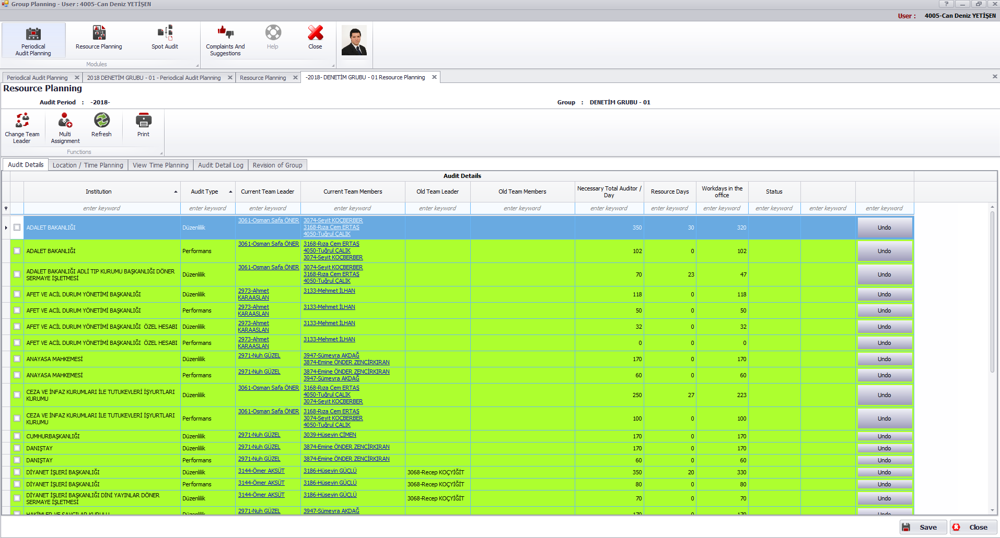 Group Planning - User : 4005-Can Deniz YETİŞEN
User : 4005-Can Deniz YETİŞEN
Periodical Audit Planning
Resource Planning
Spot Audit
Complaints And Suggestions
Help
Close
Modules
Periodical Audit Planning
2018 DENETİM GRUBU - 01 - Periodical Audit Planning
Resource Planning
-2018- DENETİM GRUBU - 01 Resource Planning
Resource Planning
Audit Period : -2018-
Group : DENETİM GRUBU - 01
Change Team Leader
Multi Assignment
Refresh
Print
Functions
Audit Details
Location / Time Planning
View Time Planning
Audit Detail Log
Revision of Group
Audit Details
Institution Audit Type Current Team Leader Current Team Members Old Team Leader Old Team Members Necessary Total Auditor / Day Resource Days Workdays in the office Status
enter keyword enter keyword enter keyword enter keyword enter keyword enter keyword enter keyword enter keyword enter keyword enter keyword enter keyword enter keyword
ADALET BAKANLIĞI Düzenlilik 3061-Osman Safa ÖNER 3074-Seyit KOÇBERBER 3168-Rıza Cem ERTAŞ 4050-Tuğrul ÇALIK 350 30 320 Undo
ADALET BAKANLIĞI Performans 3061-Osman Safa ÖNER 3168-Rıza Cem ERTAŞ 4050-Tuğrul ÇALIK 3074-Seyit KOÇBERBER 102 0 102 Undo
ADALET BAKANLIĞI ADLİ TIP KURUMU BAŞKANLIĞI DÖNER SERMAYE İŞLETMESİ Düzenlilik 3061-Osman Safa ÖNER 3074-Seyit KOÇBERBER 3168-Rıza Cem ERTAŞ 4050-Tuğrul ÇALIK 70 23 47 Undo
AFET VE ACİL DURUM YÖNETİMİ BAŞKANLIĞI Düzenlilik 2973-Ahmet KARAASLAN 3133-Mehmet İLHAN 118 0 118 Undo
AFET VE ACİL DURUM YÖNETİMİ BAŞKANLIĞI Performans 2973-Ahmet KARAASLAN 3133-Mehmet İLHAN 50 0 50 Undo
AFET VE ACİL DURUM YÖNETİMİ BAŞKANLIĞI ÖZEL HESABI Düzenlilik 2973-Ahmet KARAASLAN 3133-Mehmet İLHAN 32 0 32 Undo
AFET VE ACİL DURUM YÖNETİMİ BAŞKANLIĞI ÖZEL HESABI Performans 2973-Ahmet KARAASLAN 3133-Mehmet İLHAN 0 0 0 Undo
ANAYASA MAHKEMESİ Düzenlilik 2971-Nuh GÜZEL 3947-Sümeyra AKDAĞ 3874-Emine ÖNDER ZENCİRKIRAN 170 0 170 Undo
ANAYASA MAHKEMESİ Performans 2971-Nuh GÜZEL 3874-Emine ÖNDER ZENCİRKIRAN 3947-Sümeyra AKDAĞ 60 0 60 Undo
CEZA VE İNFAZ KURUMLARI İLE TUTUKEVLERİ İŞYURTLARI KURUMU Düzenlilik 3061-Osman Safa ÖNER 3168-Rıza Cem ERTAŞ 4050-Tuğrul ÇALIK 3074-Seyit KOÇBERBER 250 27 223 Undo
CEZA VE İNFAZ KURUMLARI İLE TUTUKEVLERİ İŞYURTLARI KURUMU Performans 3061-Osman Safa ÖNER 3168-Rıza Cem ERTAŞ 3074-Seyit KOÇBERBER 4050-Tuğrul ÇALIK 100 0 100 Undo
CUMHURBAŞKANLIĞI Düzenlilik 2971-Nuh GÜZEL 3039-Hüseyin ÇİMEN 170 0 170 Undo
DANIŞTAY Düzenlilik 2971-Nuh GÜZEL 3874-Emine ÖNDER ZENCİRKIRAN 170 0 170 Undo
DANIŞTAY Performans 2971-Nuh GÜZEL 3874-Emine ÖNDER ZENCİRKIRAN 60 0 60 Undo
DİYANET İŞLERİ BAŞKANLIĞI Düzenlilik 3144-Ömer AKSÜT 3186-Hüseyin GÜÇLÜ 3068-Recep KOÇYİĞİT 350 20 330 Undo
DİYANET İŞLERİ BAŞKANLIĞI Performans 3144-Ömer AKSÜT 3186-Hüseyin GÜÇLÜ 3068-Recep KOÇYİĞİT 80 0 80 Undo
DİYANET İŞLERİ BAŞKANLIĞI DİNİ YAYINLAR DÖNER SERMAYE İŞLETMESİ Düzenlilik 3144-Ömer AKSÜT 3186-Hüseyin GÜÇLÜ 3068-Recep KOÇYİĞİT 70 0 70 Undo
HAKİMLER VE SAVCILAR KURULU Düzenlilik 2971-Nuh GÜZEL 3947-Sümeyra AKDAĞ 170 0 170 Undo
Save
Close